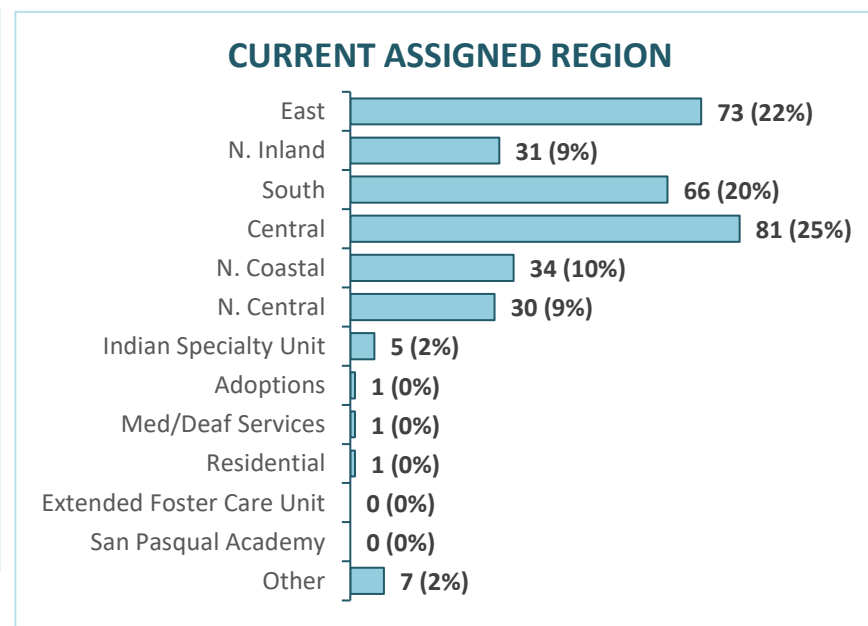 CURRENT ASSIGNED REGION
East 73 (22%)
N. Inland 31 (9%)
South 66 (20%)
Central 81 (25%)
N. Coastal 34 (10%)
N. Central 30 (9%)
Indian Specialty Unit 5 (2%)
Adoptions 1 (0%)
Med/Deaf Services 1 (0%)
Residential 1 (0%)
Extended Foster Care Unit 0 (0%)
San Pasqual Academy 0 (0%)
Other 7 (2%)